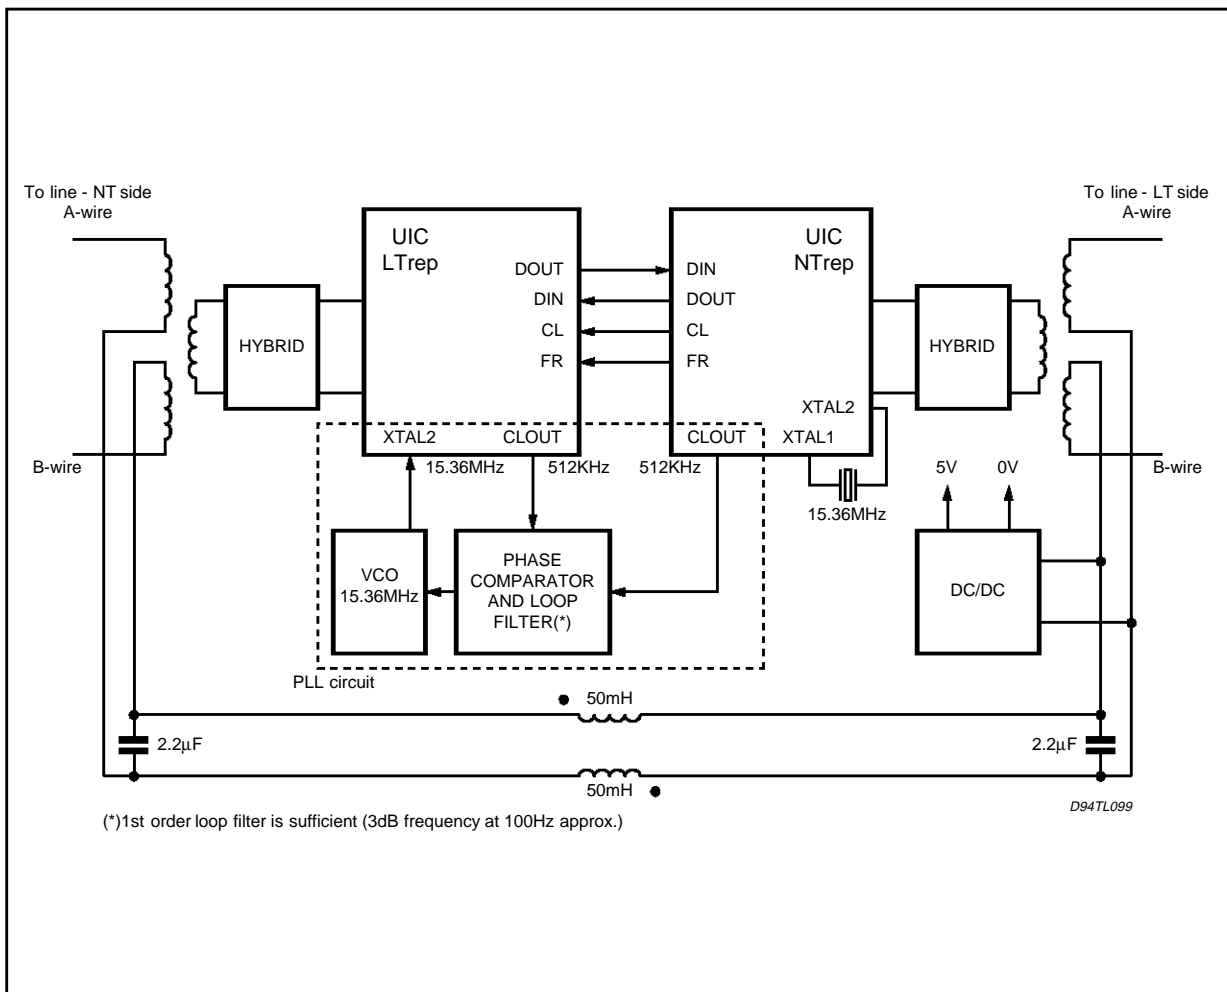 To line - NT side
A-wire
To line - LT side
A-wire
UIC
LTrep
UIC
NTrep
DOUT
DIN
DIN
DOUT
CL
CL
FR
FR
HYBRID
HYBRID
XTAL2
XTAL2
CLOUT
CLOUT
XTAL1
B-wire
15.36MHz
512KHz
512KHz
5V
0V
B-wire
15.36MHz
VCO
15.36MHz
PHASE
COMPARATOR
AND LOOP
FILTER(*)
DC/DC
PLL circuit
50mH
2.2µF
2.2µF
50mH
D94TL099
(*)1st order loop filter is sufficient (3dB frequency at 100Hz approx.)